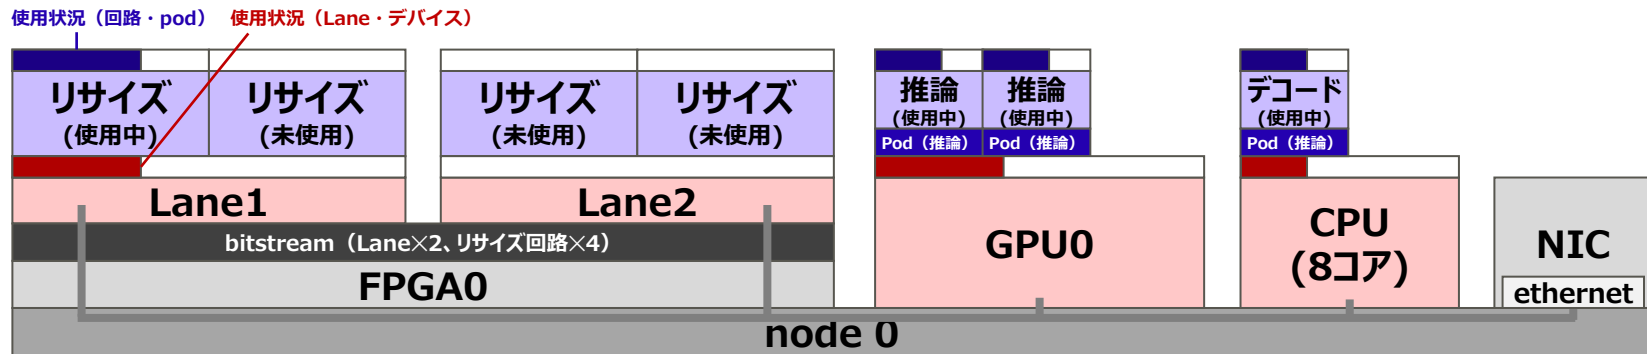 使用状況（回路・pod） 使用状況（Lane・デバイス）
リサイズ
(使用中)
リサイズ
(未使用)
リサイズ
(未使用)
リサイズ
(未使用)
推論
(使用中)
Pod（推論）
推論
(使用中)
Pod（推論）
デコード
(使用中)
Pod（推論）
Lane1
Lane2
bitstream（Lane×2、リサイズ回路×4）
FPGA0
GPU0
CPU
(8コア)
NIC
ethernet
node 0